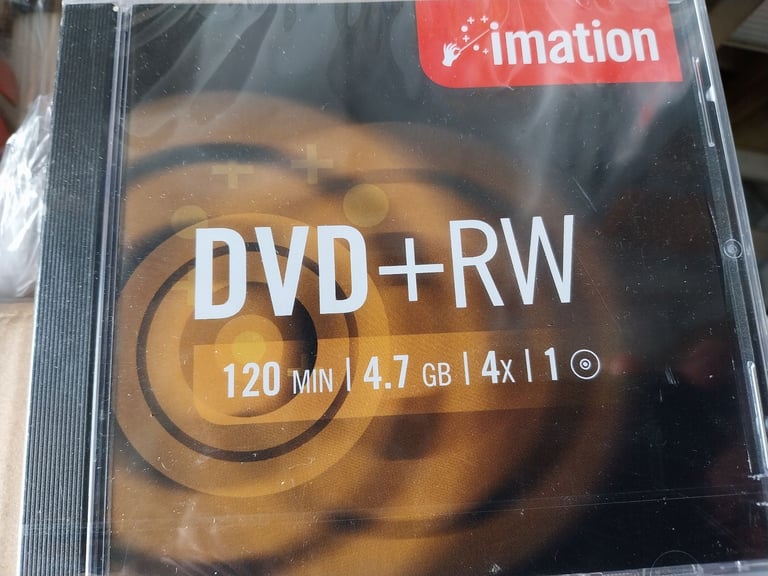 imation
DVD+RW
120 MIN | 4.7 GB | 4x | 1